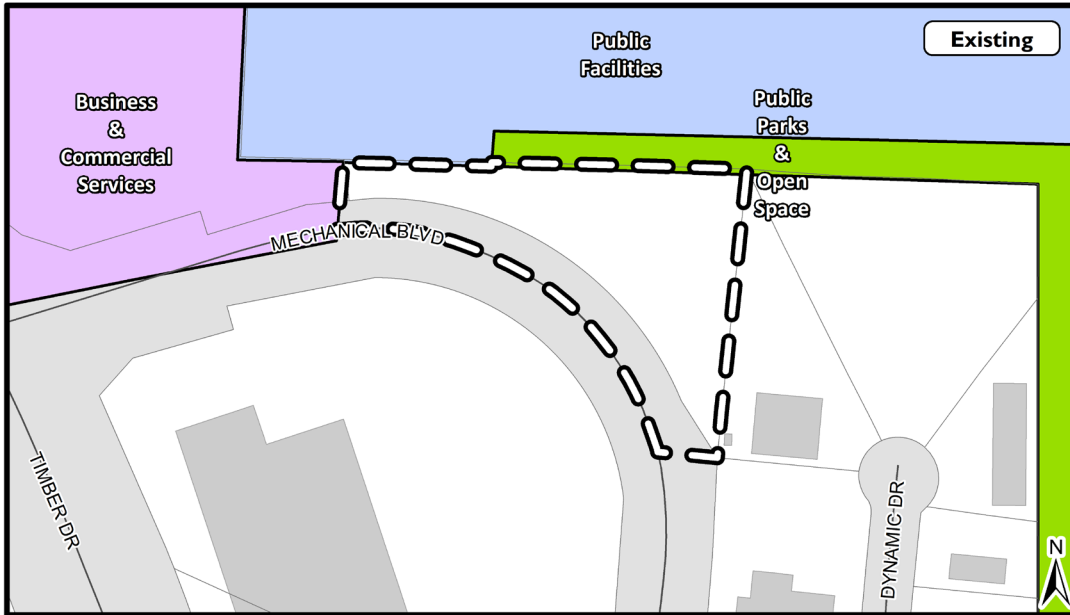 Existing
Public
Facilities
Business
&
Commercial
Services
Public
Parks
&
Open
Space
MECHANICAL BLVD
TIMBER DR
DYNAMIC DR
N